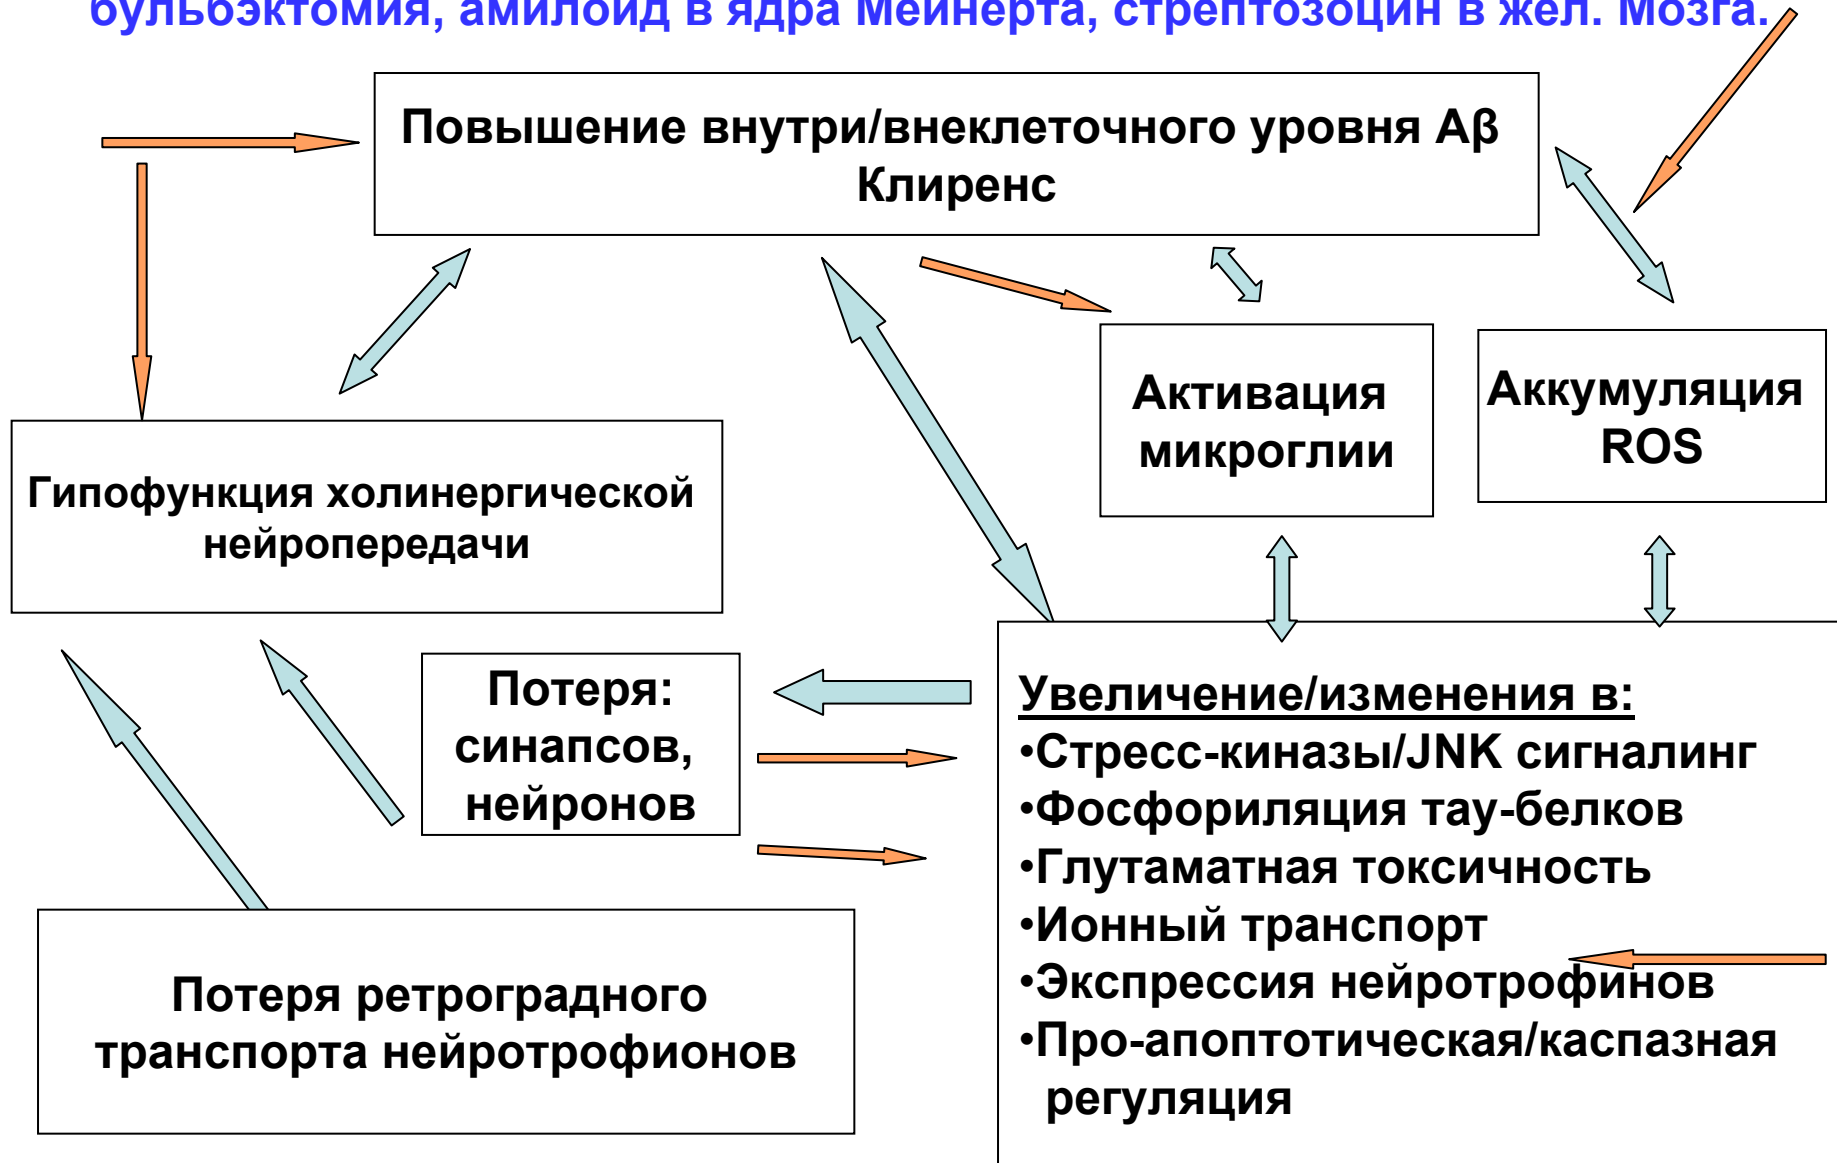 бульбэктомия, амилоид в ядра Мейнерта, стрептозоцин в жел. Мозга.
Повышение внутри/внеклеточного уровня Аβ
Клиренс
Активация
микроглии
Аккумуляция
ROS
Гипофункция холинергической
нейропередачи
Потеря:
синапсов,
нейронов
Увеличение/изменения в:
•Стресс-киназы/JNK сигналинг
•Фосфориляция тау-белков
•Глутаматная токсичность
•Ионный транспорт
•Экспрессия нейротрофинов
•Про-апоптотическая/каспазная
регуляция
Потеря ретроградного
транспорта нейротрофионов